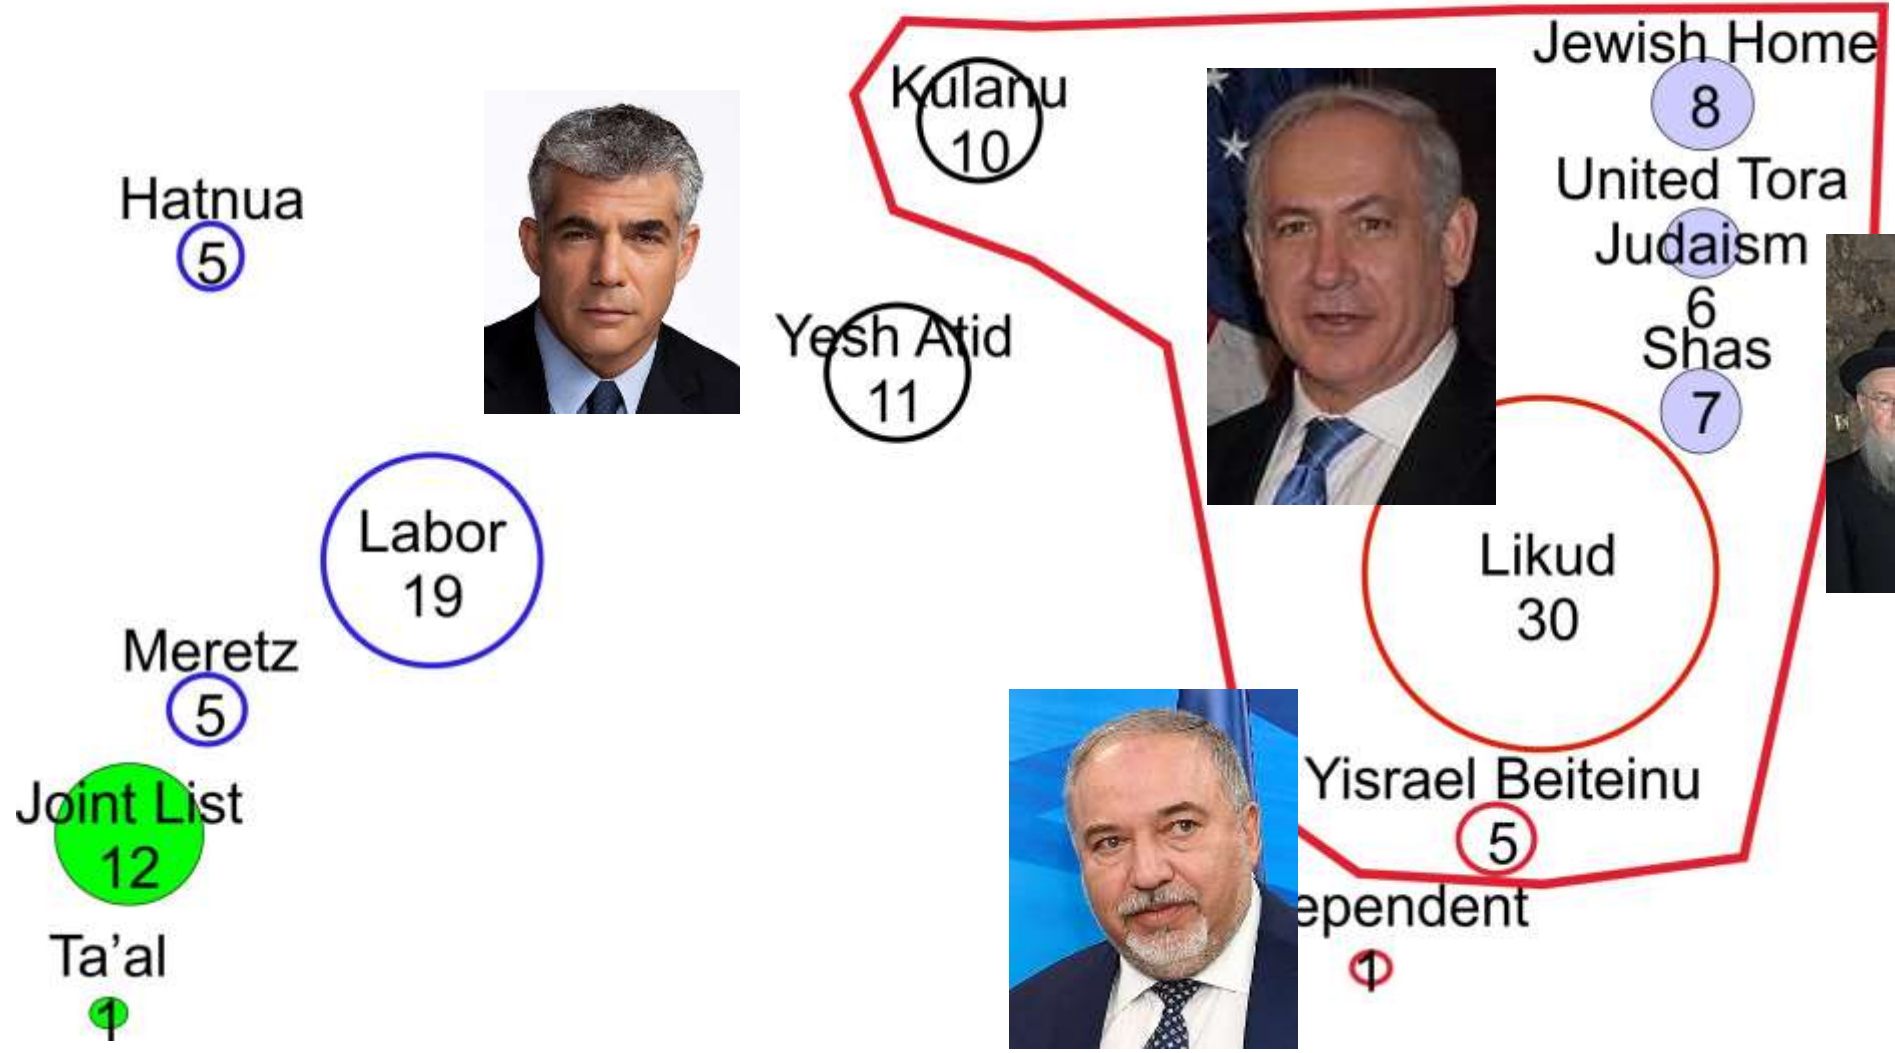 Jewish Home
8
Kulanu
10
United Tora
Judaism
6
Hatnua
5
Yesh Atid
11
Shas
7
Labor
19
Likud
30
Meretz
5
Joint List
12
Yisrael Beiteinu
5
ependent
1
Ta’al
1